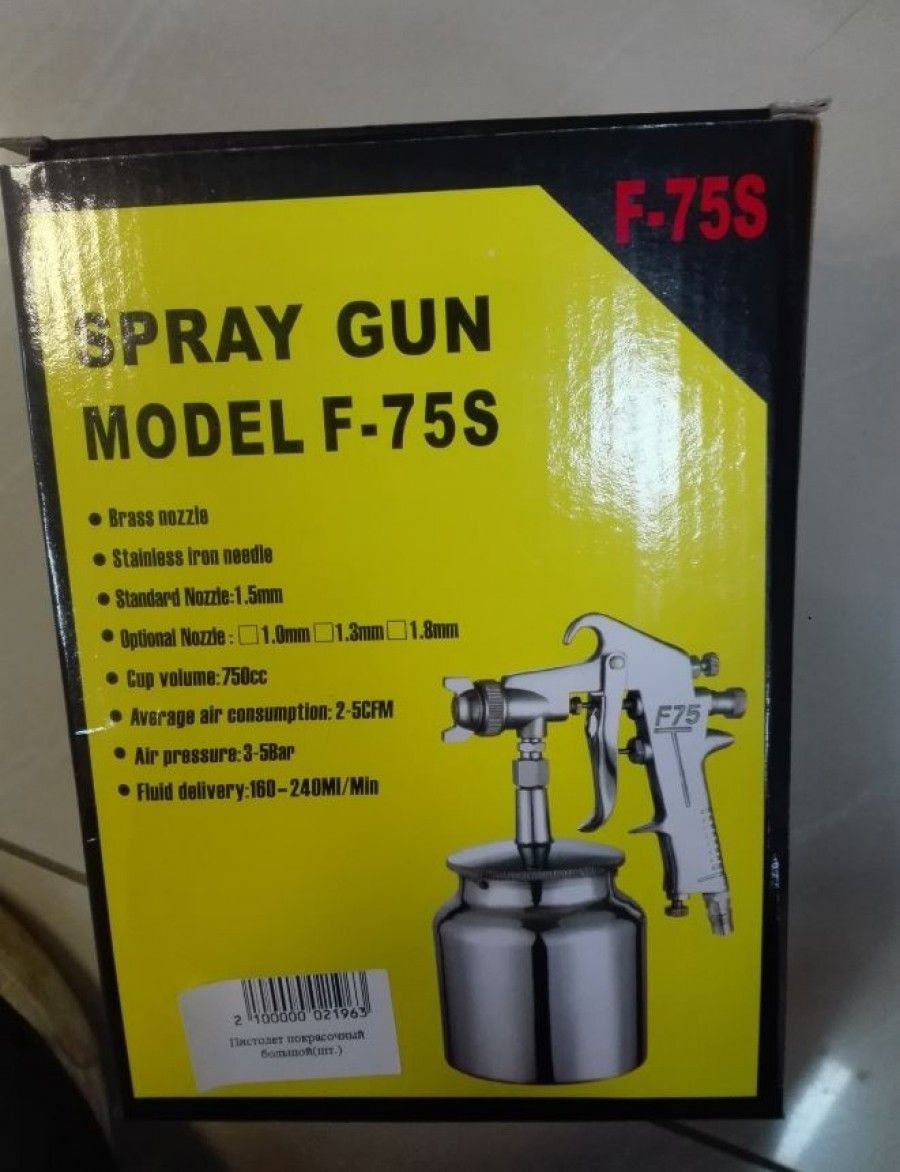 F-75S
SPRAY GUN
MODEL F-75S
● Brass nozzle
● Stainless iron needle
● Standard Nozzle:1.5mm
● Optional Nozzle: □1.0mm □1.3mm □1.8mm
● Cup volume:750cc
● Average air consumption: 2-5CFM
● Air pressure:3-5Bar
● Fluid delivery:160-240Ml/Min
F75
2 100000 021963
Пистолет покрасочный
большой(шт.)